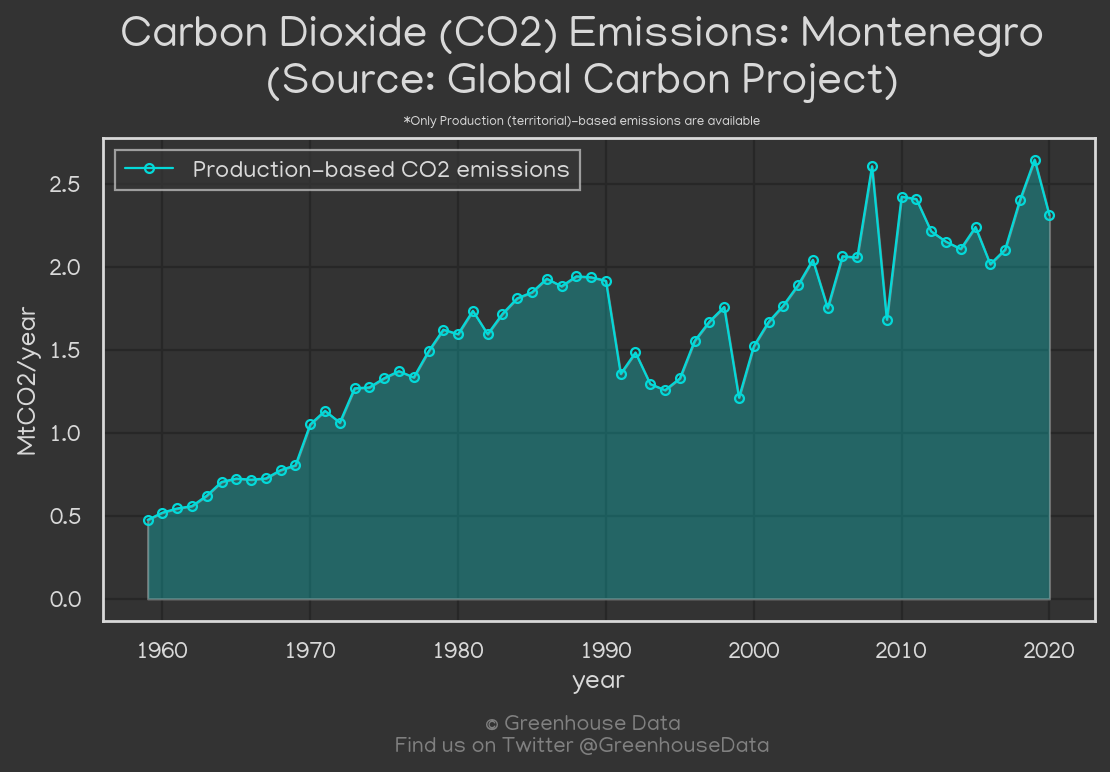 Carbon Dioxide (CO2) Emissions: Montenegro
(Source: Global Carbon Project)
*Only Production (territorial)-based emissions are available
Production-based CO2 emissions
MtCO2/year
2.5
2.0
1.5
1.0
0.5
0.0
1960 1970 1980 1990 2000 2010 2020
year
© Greenhouse Data
Find us on Twitter @GreenhouseData